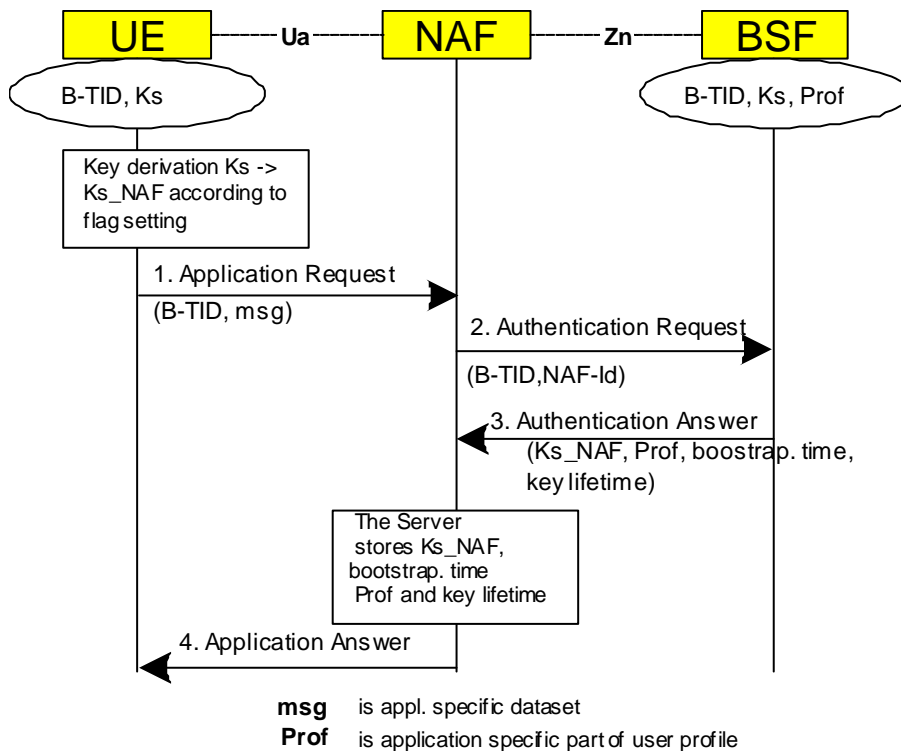 UE Ua NAF Zn BSF
B-TID, Ks
B-TID, Ks, Prof
Key derivation Ks ->
Ks_NAF according to
flag setting
1. Application Request
(B-TID, msg)
2. Authentication Request
(B-TID,NAF-Id)
3. Authentication Answer
(Ks_NAF, Prof, boostrap. time,
key lifetime)
The Server
stores Ks_NAF,
bootstrap. time
Prof and key lifetime
4. Application Answer
msg is appl. specific dataset
Prof is application specific part of user profile